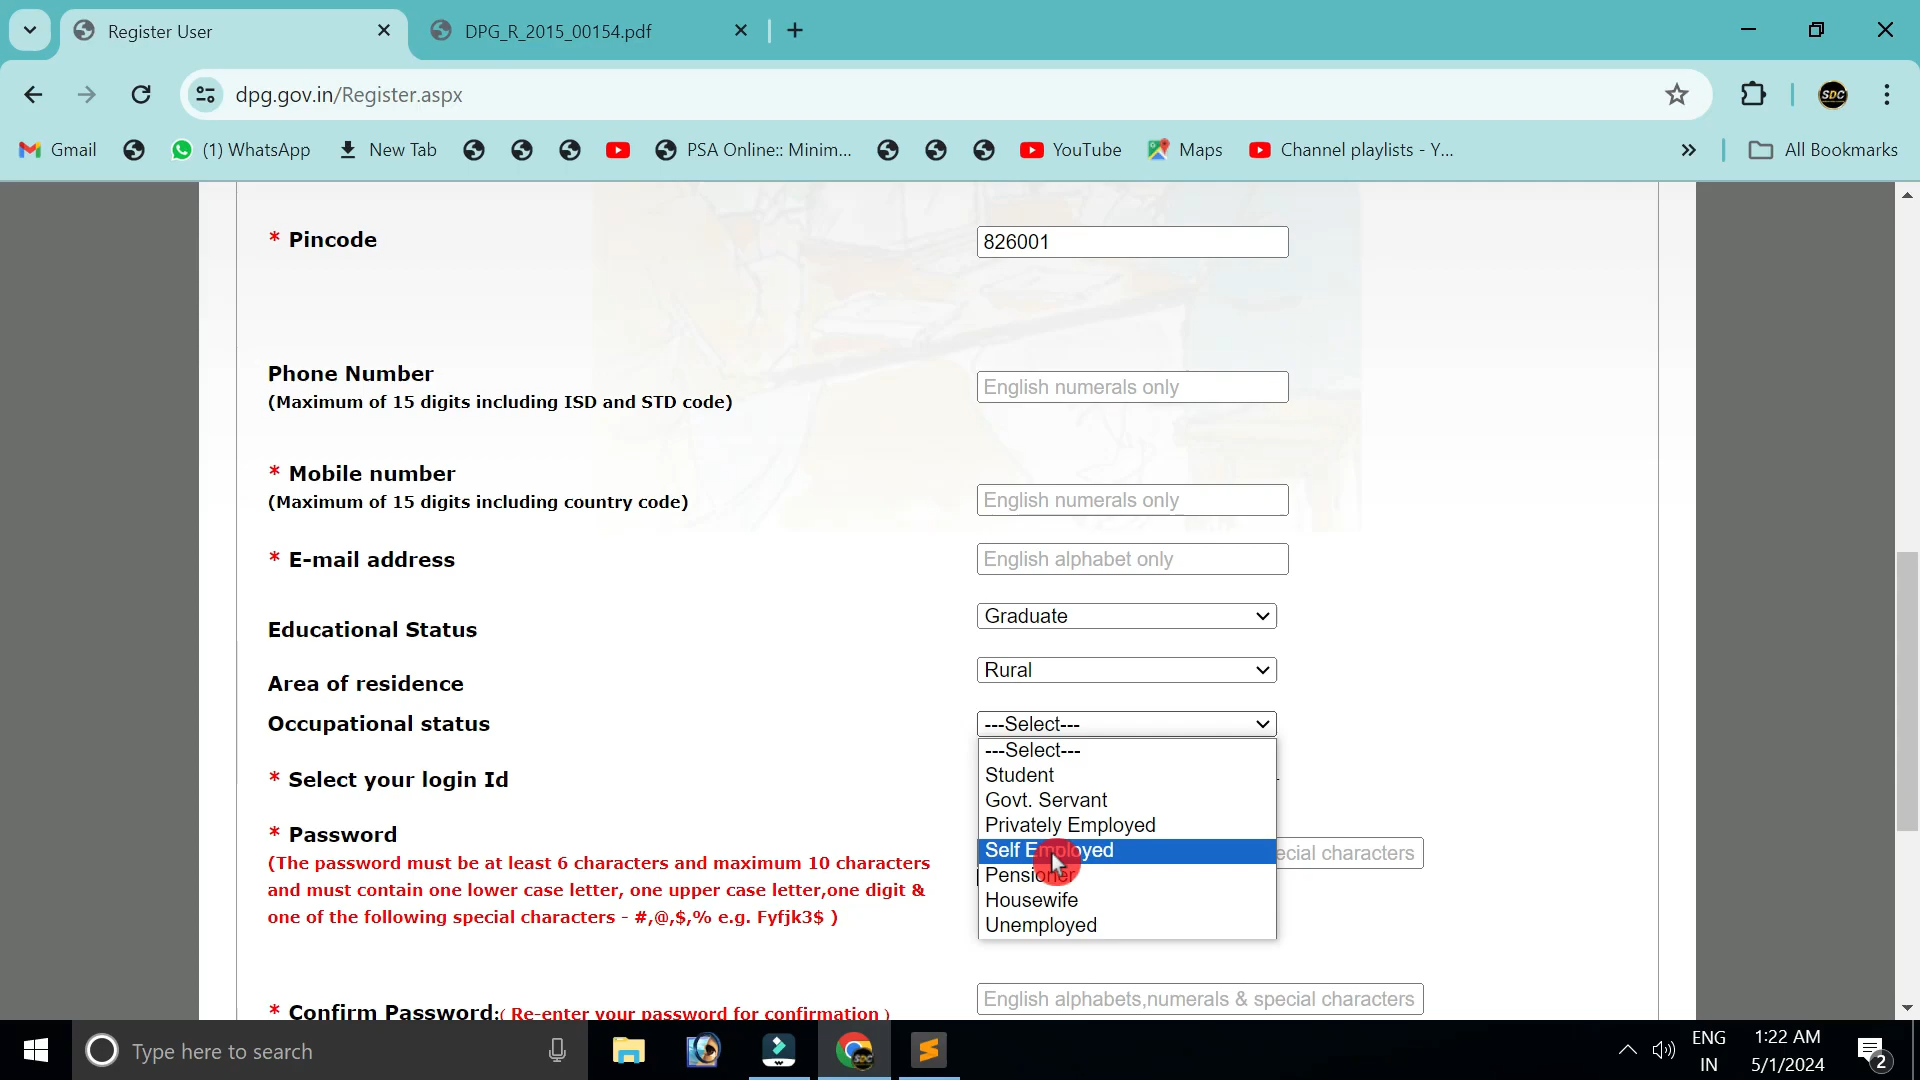 Register User
DPG_R_2015_00154.pdf
dpg.gov.in/Register.aspx
SDC
Gmail
(1) WhatsApp
New Tab
PSA Online:: Minim...
YouTube
Maps
Channel playlists - Y...
All Bookmarks
* Pincode
826001
Phone Number
(Maximum of 15 digits including ISD and STD code)
English numerals only
* Mobile number
(Maximum of 15 digits including country code)
English numerals only
* E-mail address
English alphabet only
Educational Status
Graduate
Area of residence
Rural
Occupational status
---Select---
---Select---
Student
Govt. Servant
Privately Employed
Self Employed
Pensioner
Housewife
Unemployed
* Select your login Id
* Password
(The password must be at least 6 characters and maximum 10 characters
and must contain one lower case letter, one upper case letter,one digit &
one of the following special characters - #,@,$,% e.g. Fyfjk3$ )
ecial characters
* Confirm Password:( Re-enter your password for confirmation )
English alphabets,numerals & special characters
Type here to search
ENG
IN
1:22 AM
5/1/2024
2